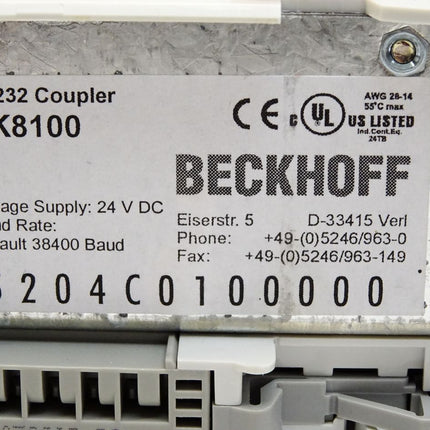 232 Coupler
K8100
CE
c UL US LISTED
AWG 28-14
55°C max
Ind.Cont.Eq.
24TB
BECKHOFF
age Supply: 24 V DC
d Rate:
ault 38400 Baud
Eiserstr. 5 D-33415 Verl
Phone: +49-(0)5246/963-0
Fax: +49-(0)5246/963-149
5204C0100000